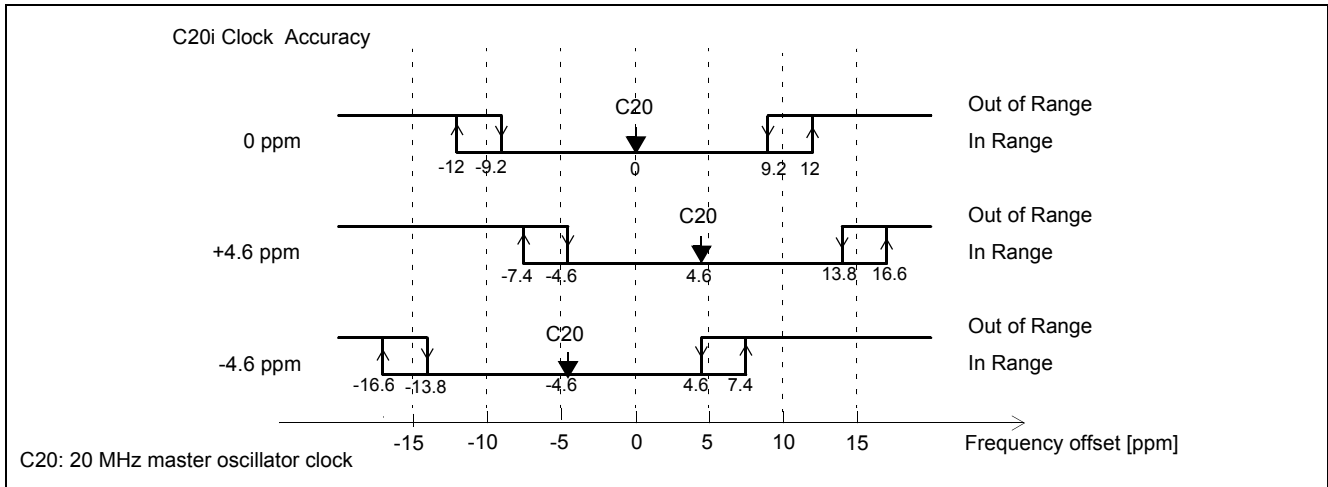 C20i Clock Accuracy
C20
Out of Range
0 ppm
In Range
-12 -9.2 0 9.2 12
C20
Out of Range
+4.6 ppm
In Range
-7.4 -4.6 4.6 13.8 16.6
C20
Out of Range
-4.6 ppm
In Range
-16.6 -13.8 -4.6 4.6 7.4
-15 -10 -5 0 5 10 15 Frequency offset [ppm]
C20: 20 MHz master oscillator clock